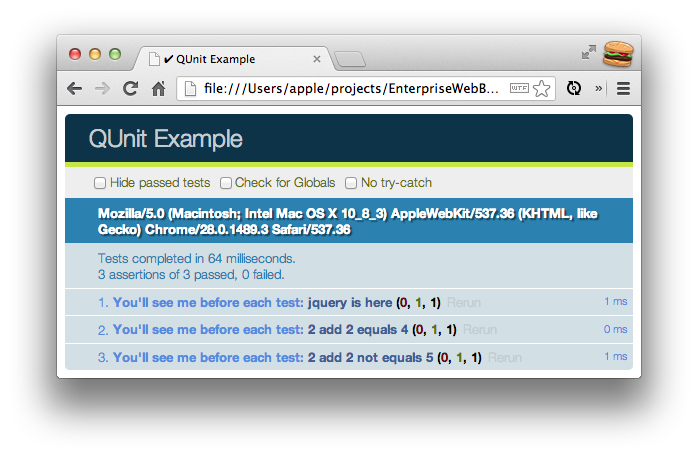 ✔ QUnit Example
file:///Users/apple/projects/EnterpriseWebB...
WTF
»
QUnit Example
Hide passed tests Check for Globals No try-catch
Mozilla/5.0 (Macintosh; Intel Mac OS X 10_8_3) AppleWebKit/537.36 (KHTML, like
Gecko) Chrome/28.0.1489.3 Safari/537.36
Tests completed in 64 milliseconds.
3 assertions of 3 passed, 0 failed.
1. You'll see me before each test: jquery is here (0, 1, 1) Rerun 1 ms
2. You'll see me before each test: 2 add 2 equals 4 (0, 1, 1) Rerun 0 ms
3. You'll see me before each test: 2 add 2 not equals 5 (0, 1, 1) Rerun 1 ms